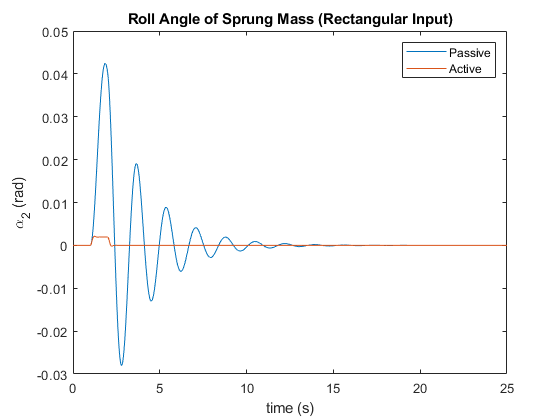 Roll Angle of Sprung Mass (Rectangular Input)
Passive
Active
0.05
0.04
0.03
0.02
0.01
0
-0.01
-0.02
-0.03
α2 (rad)
0 5 10 15 20 25
time (s)